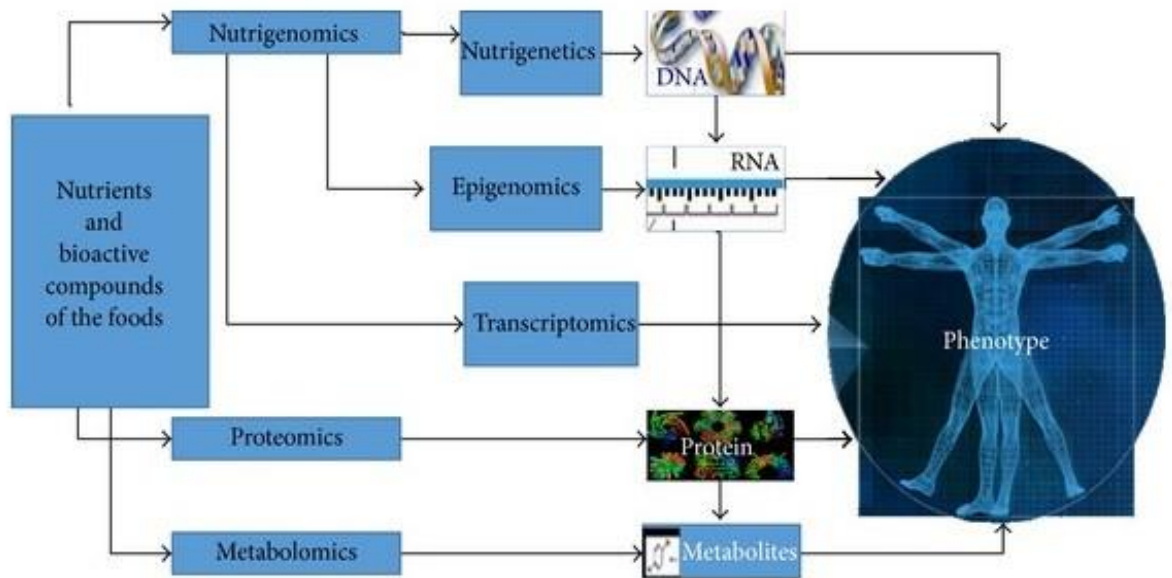 Nutrigenomics
Nutrigenetics
DNA
Nutrients
and
bioactive
compounds
of the foods
Epigenomics
RNA
Transcriptomics
Phenotype
Proteomics
Protein
Metabolomics
Metabolites